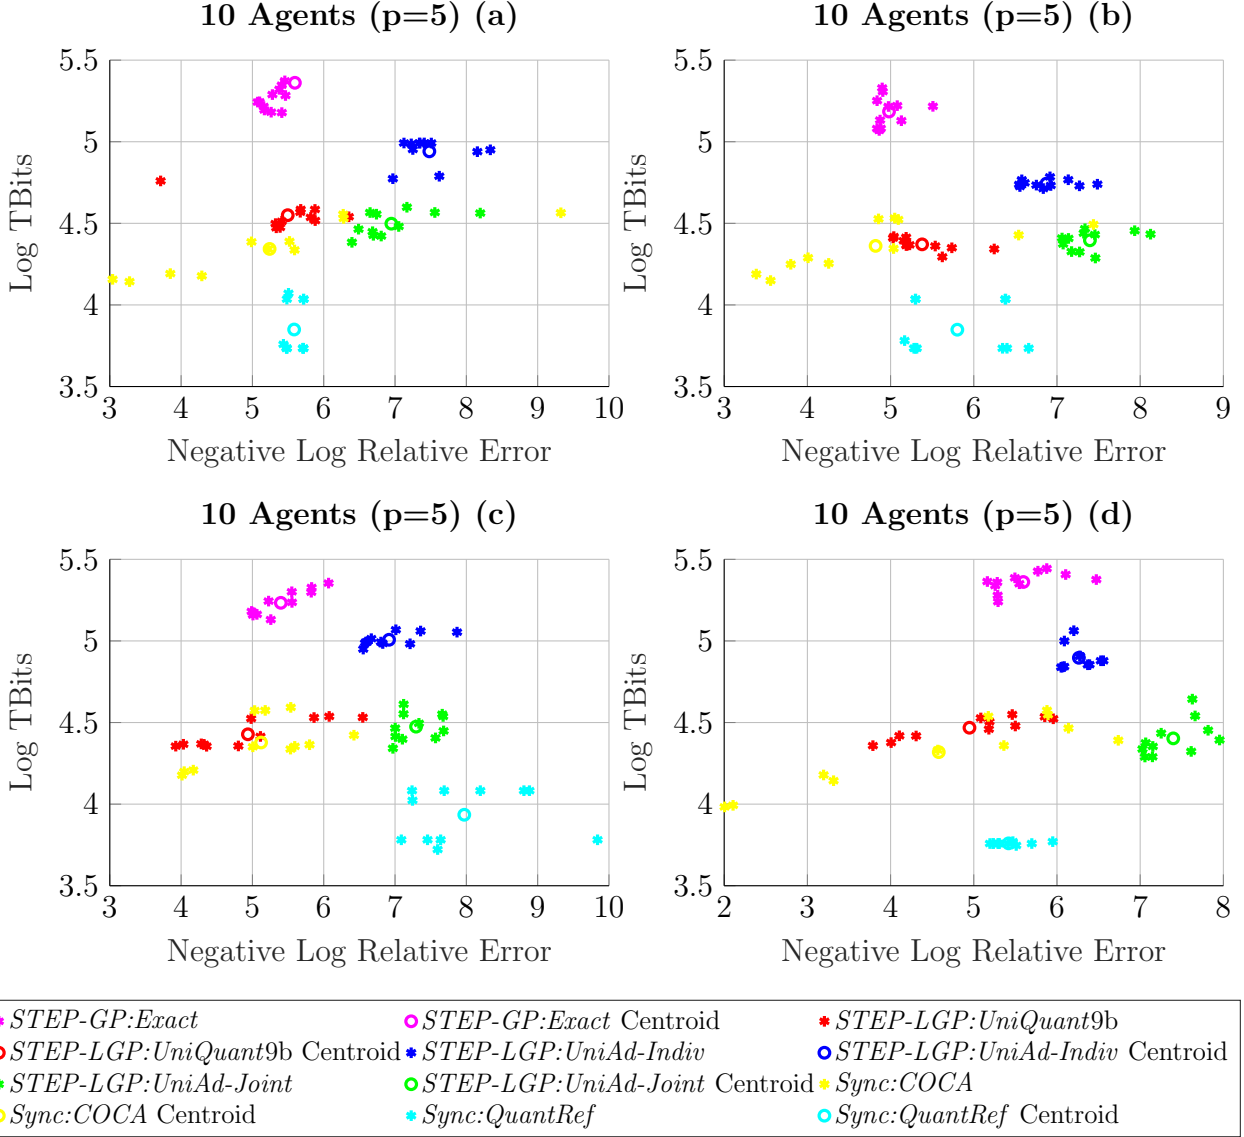 10 Agents (p=5) (a)
10 Agents (p=5) (b)
5.5
5
4.5
4
3.5
Log TBits
3 4 5 6 7 8 9 10
Negative Log Relative Error
5.5
5
4.5
4
3.5
Log TBits
3 4 5 6 7 8 9
Negative Log Relative Error
10 Agents (p=5) (c)
10 Agents (p=5) (d)
5.5
5
4.5
4
3.5
Log TBits
3 4 5 6 7 8 9 10
Negative Log Relative Error
5.5
5
4.5
4
3.5
Log TBits
2 3 4 5 6 7 8
Negative Log Relative Error
STEP-GP:Exact STEP-GP:Exact Centroid STEP-LGP:UniQuant9b
STEP-LGP:UniQuant9b Centroid STEP-LGP:UniAd-Indiv STEP-LGP:UniAd-Indiv Centroid
STEP-LGP:UniAd-Joint STEP-LGP:UniAd-Joint Centroid Sync:COCA
Sync:COCA Centroid Sync:QuantRef Sync:QuantRef Centroid